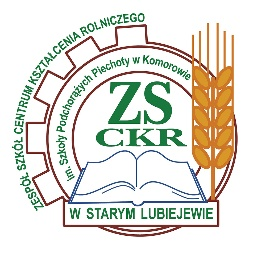 ZESPÓŁ SZKÓŁ CENTRUM KSZTAŁCENIA ROLNICZEGO
im. Szkoły Podchorążych Piechoty w Komorowie
ZS
CKR
W STARYM LUBIEJEWIE